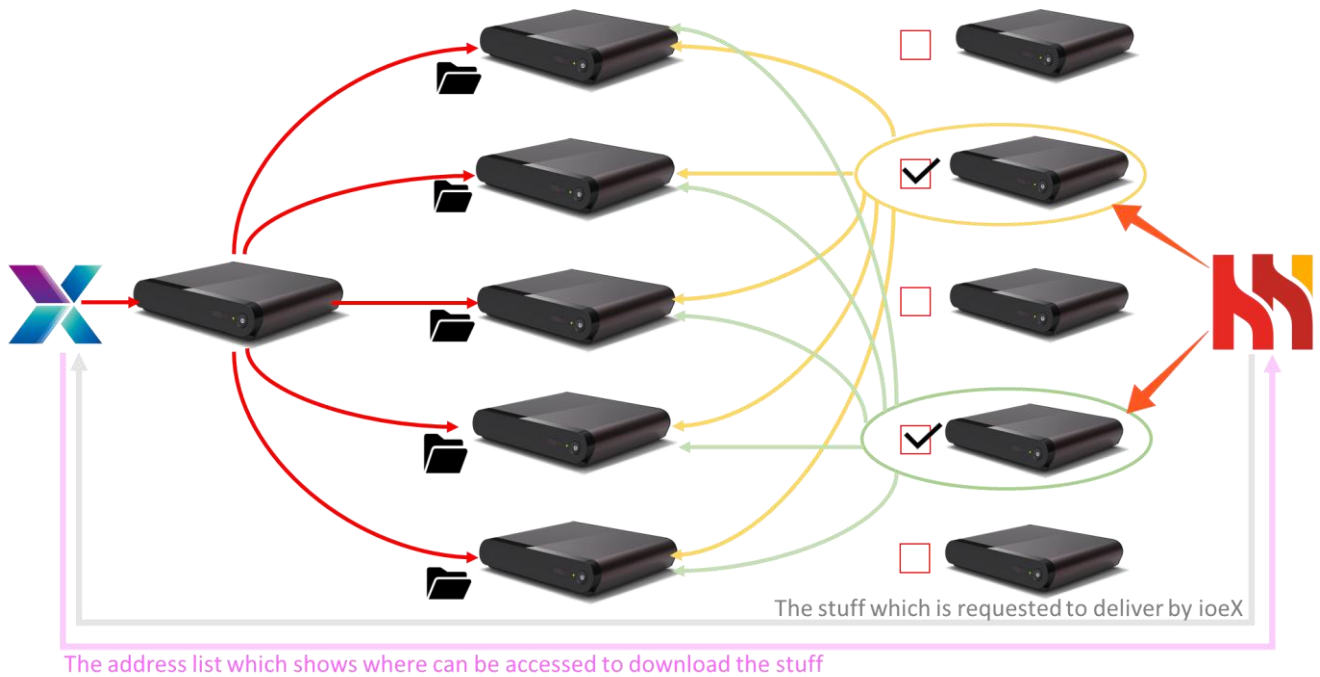 The stuff which is requested to deliver by ioeX
The address list which shows where can be accessed to download the stuff